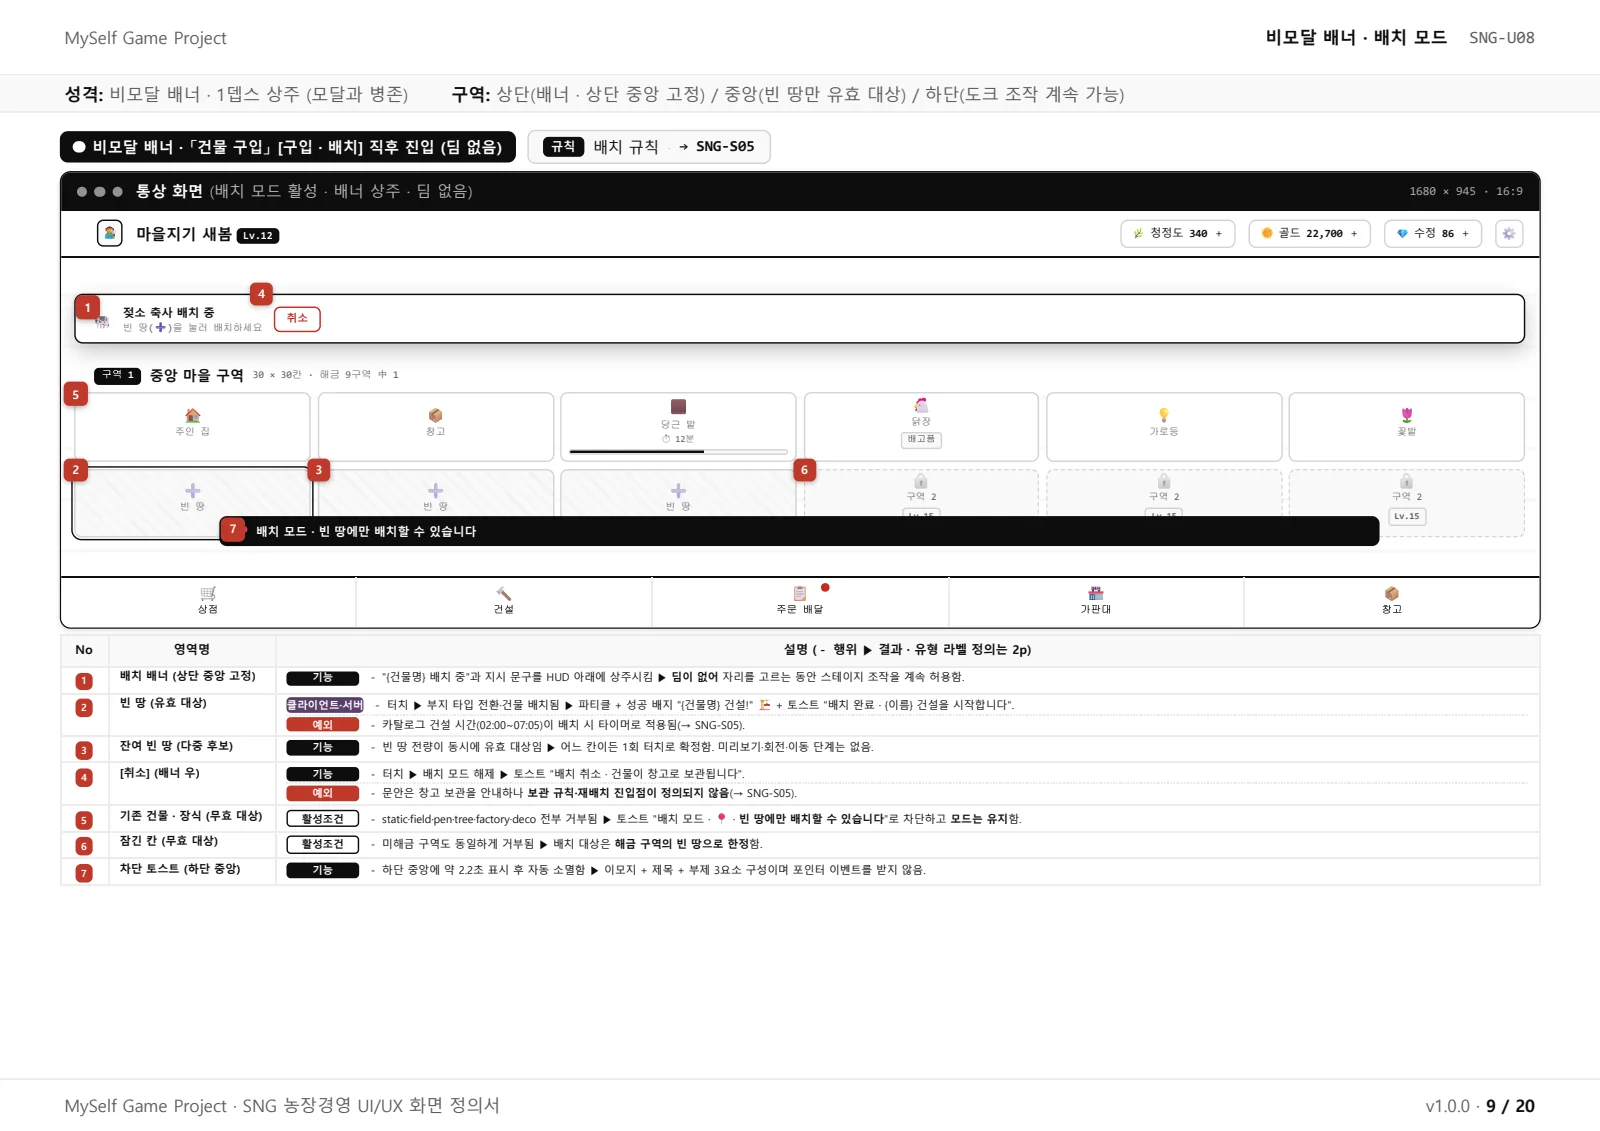 MySelf Game Project
비모달 배너 · 배치 모드 SNG-U08
성격: 비모달 배너 · 1뎁스 상주 (모달과 병존) 구역: 상단(배너 · 상단 중앙 고정) / 중앙(빈 땅만 유효 대상) / 하단(도크 조작 계속 가능)
비모달 배너 · 「건물 구입」 [구입 · 배치] 직후 진입 (딤 없음)
규칙 배치 규칙 · → SNG-S05
통상 화면 (배치 모드 활성 · 배너 상주 · 딤 없음) 1680 × 945 · 16:9
마을지기 새봄 Lv.12
청정도 340 +
골드 22,700 +
수정 86 +
1
4
젖소 축사 배치 중
빈 땅(➕)을 눌러 배치하세요
취소
구역 1 중앙 마을 구역 30 × 30칸 · 해금 9구역 中 1
5
주인 집
창고
당근 밭
⏱ 12분
닭장
배고픔
가로등
꽃밭
2
빈 땅
3
빈 땅
빈 땅
6
구역 2
Lv.15
구역 2
Lv.15
구역 2
Lv.15
7 배치 모드 · 빈 땅에만 배치할 수 있습니다
상점
건설
주문 배달
가판대
창고
No 영역명 설명 ( - 행위 ▶ 결과 · 유형 라벨 정의는 2p)
1 배치 배너 (상단 중앙 고정) 기능 - "{건물명} 배치 중"과 지시 문구를 HUD 아래에 상주시킴 ▶ 딤이 없어 자리를 고르는 동안 스테이지 조작을 계속 허용함.
2 빈 땅 (유효 대상) 클라이언트·서버 - 터치 ▶ 부지 타입 전환·건물 배치됨 ▶ 파티클 + 성공 배지 "{건물명} 건설!" 🏗 + 토스트 "배치 완료 · {이름} 건설을 시작합니다".
예외 - 카탈로그 건설 시간(02:00~07:05)이 배치 시 타이머로 적용됨(→ SNG-S05).
3 잔여 빈 땅 (다중 후보) 기능 - 빈 땅 전량이 동시에 유효 대상임 ▶ 어느 칸이든 1회 터치로 확정함. 미리보기·회전·이동 단계는 없음.
4 [취소] (배너 우) 기능 - 터치 ▶ 배치 모드 해제 ▶ 토스트 "배치 취소 · 건물이 창고로 보관됩니다".
예외 - 문안은 창고 보관을 안내하나 보관 규칙·재배치 진입점이 정의되지 않음(→ SNG-S05).
5 기존 건물 · 장식 (무효 대상) 활성조건 - static·field·pen·tree·factory·deco 전부 거부됨 ▶ 토스트 "배치 모드 · 📍 · 빈 땅에만 배치할 수 있습니다"로 차단하고 모드는 유지함.
6 잠긴 칸 (무효 대상) 활성조건 - 미해금 구역도 동일하게 거부됨 ▶ 배치 대상은 해금 구역의 빈 땅으로 한정함.
7 차단 토스트 (하단 중앙) 기능 - 하단 중앙에 약 2.2초 표시 후 자동 소멸함 ▶ 이모지 + 제목 + 부제 3요소 구성이며 포인터 이벤트를 받지 않음.
MySelf Game Project · SNG 농장경영 UI/UX 화면 정의서
v1.0.0 · 9 / 20